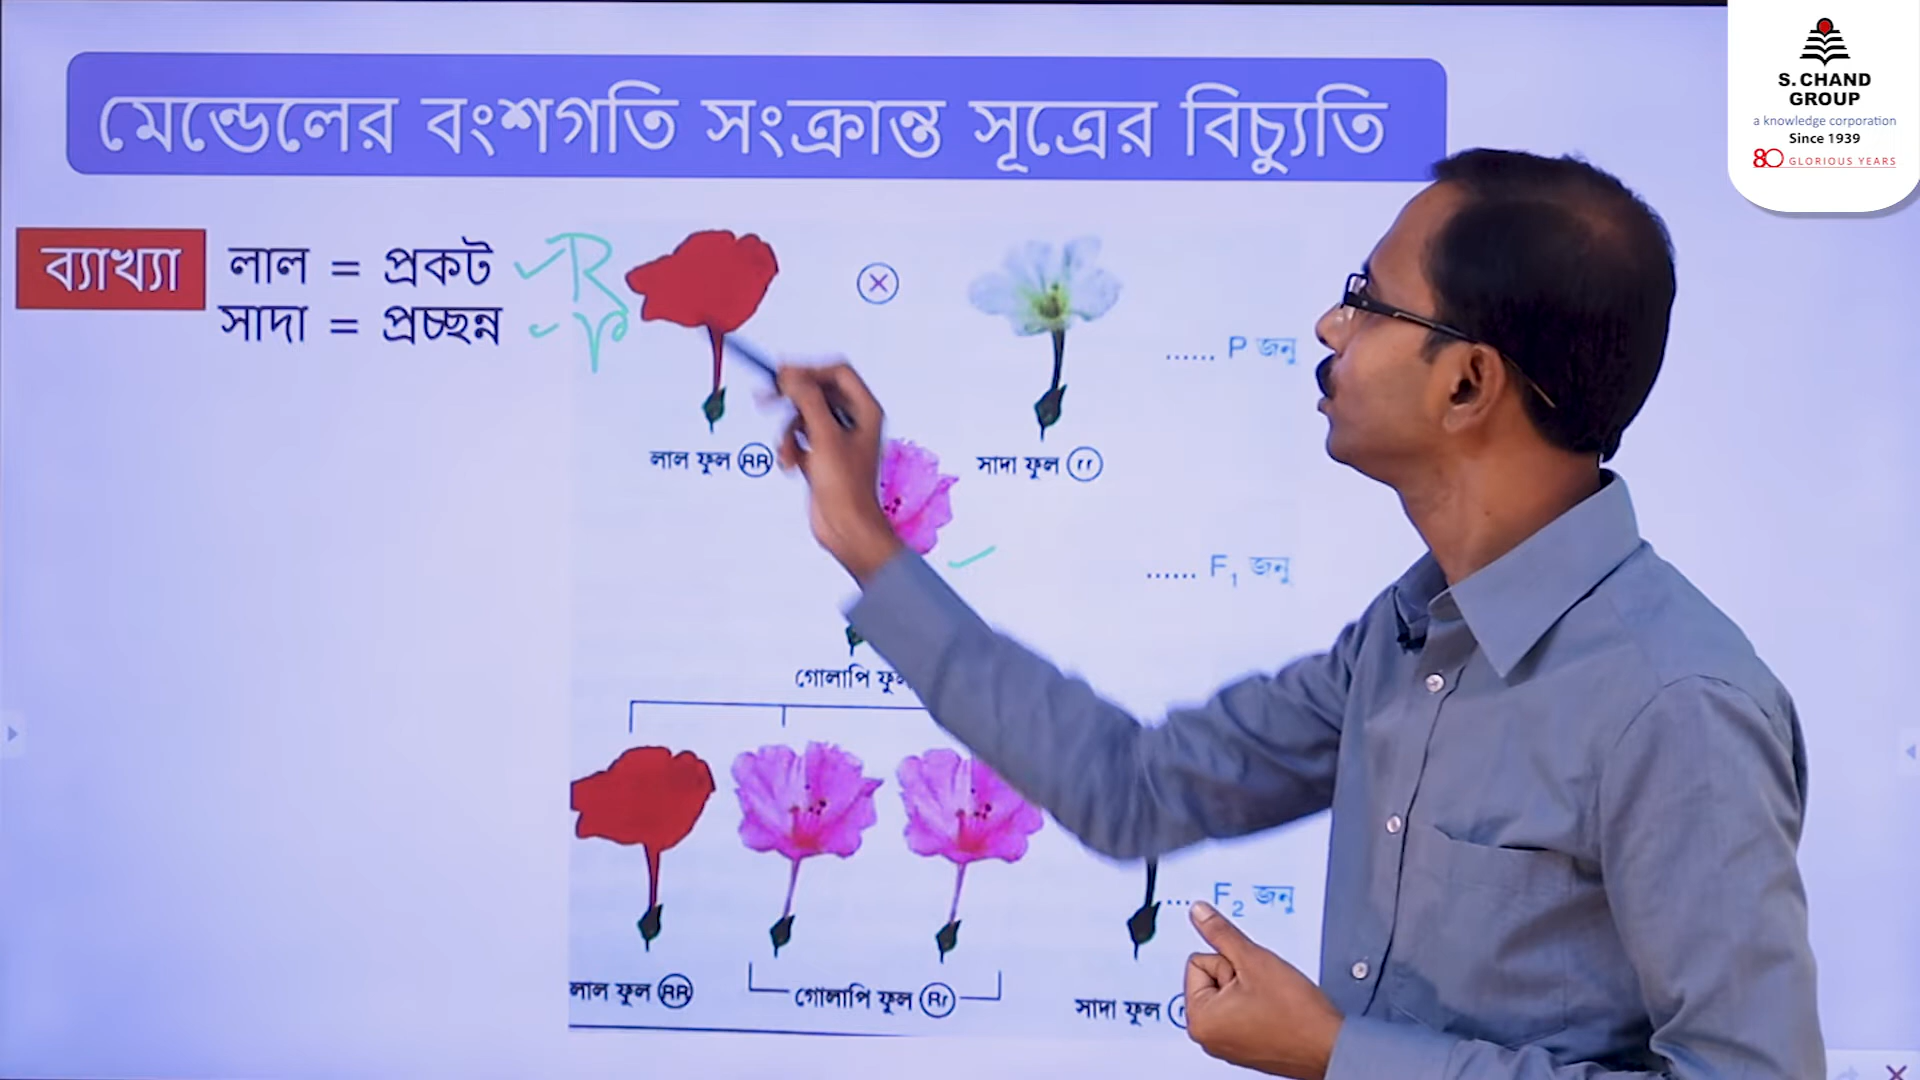 মেন্ডেলের বংশগতি সংক্রান্ত সূত্রের বিচ্যুতি
S. CHAND
GROUP
a knowledge corporation
Since 1939
80 GLORIOUS YEARS
ব্যাখ্যা
লাল = প্রকট R
সাদা = প্রচ্ছন্ন r
...... P জনু
লাল ফুল RR
সাদা ফুল rr
...... F₁ জনু
গোলাপি
.... F₂ জনু
লাল ফুল RR
গোলাপি ফুল Rr
সাদা ফুল